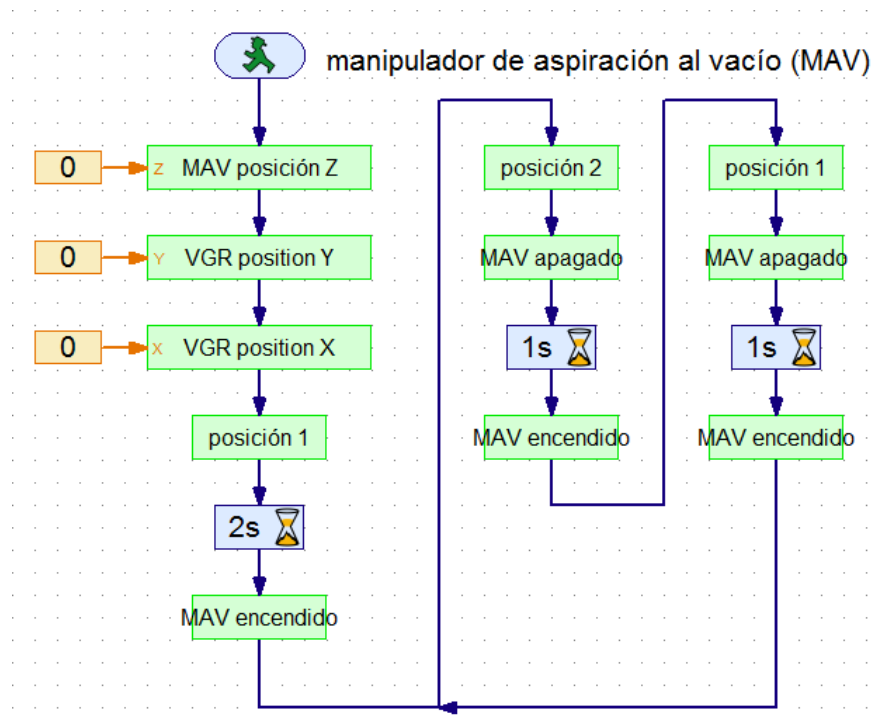 manipulador de aspiración al vacío (MAV)
0
Z MAV posición Z
0
Y VGR position Y
0
X VGR position X
posición 1
2s
MAV encendido
posición 2
MAV apagado
1s
MAV encendido
posición 1
MAV apagado
1s
MAV encendido